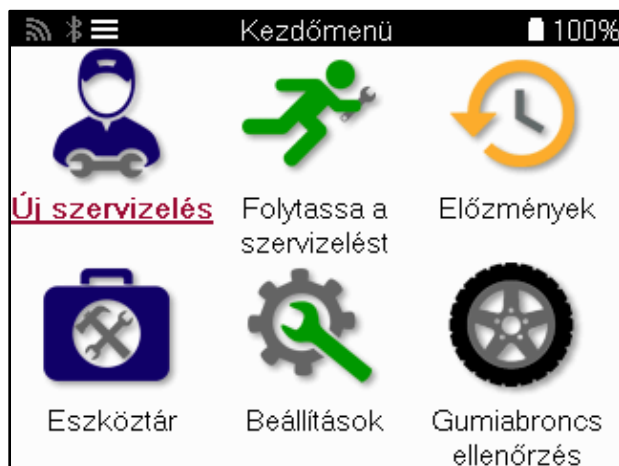 Kezdőmenü
100%
Új szervizelés
Folytassa a
szervizelést
Előzmények
Eszköztár
Beállítások
Gumiabroncs
ellenőrzés